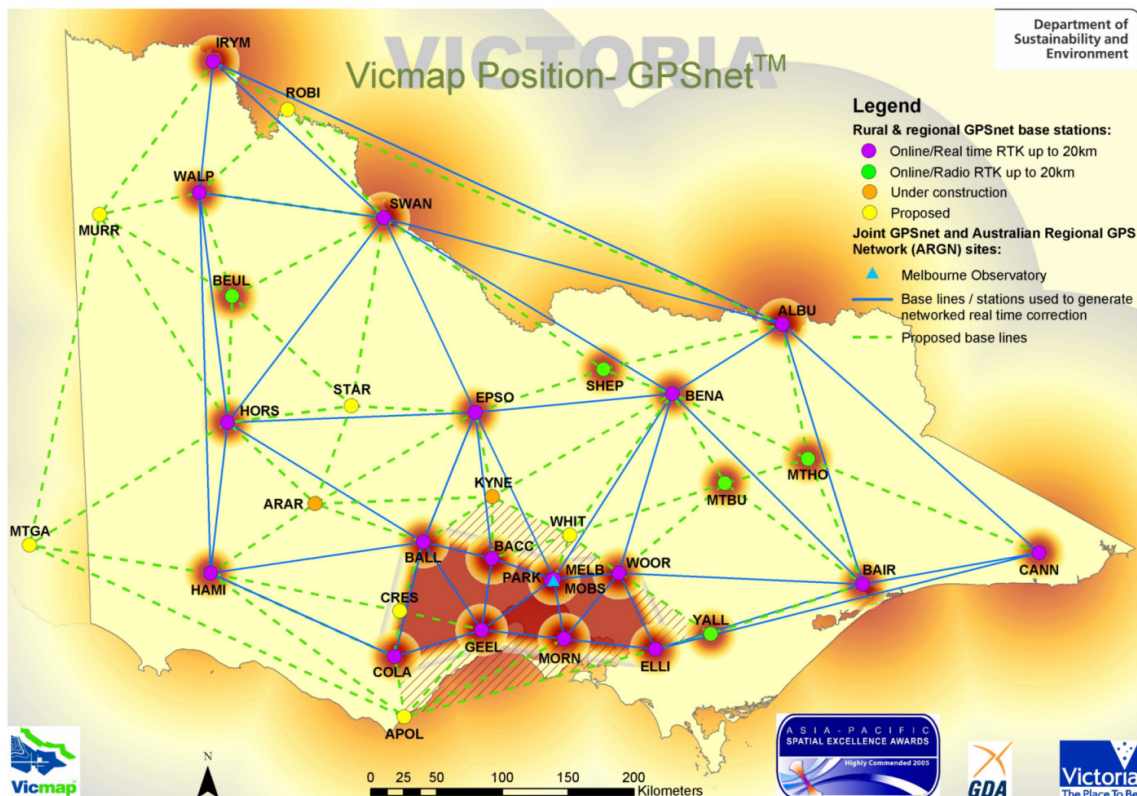 VICTORIA
Vicmap Position- GPSnet™
Department of
Sustainability and
Environment
Legend
Rural & regional GPSnet base stations:
Online/Real time RTK up to 20km
Online/Radio RTK up to 20km
Under construction
Proposed
Joint GPSnet and Australian Regional GPS
Network (ARGN) sites:
Melbourne Observatory
Base lines / stations used to generate
networked real time correction
Proposed base lines
IRYM
ROBI
WALP
SWAN
MURR
BEUL
ALBU
SHEP
STAR
EPSO
BENA
HORS
MTHO
ARAR
KYNE
MTBU
WHIT
MTGA
BALL
BACC
PARK
MELB
MOBS
WOOR
BAIR
CANN
HAMI
CRES
GEEL
MORN
ELLI
YALL
COLA
APOL
Vicmap
N
0 25 50 100 150 200
Kilometers
ASIA-PACIFIC
SPATIAL EXCELLENCE AWARDS
Highly Commended 2005
GDA
Victoria
The Place To Be